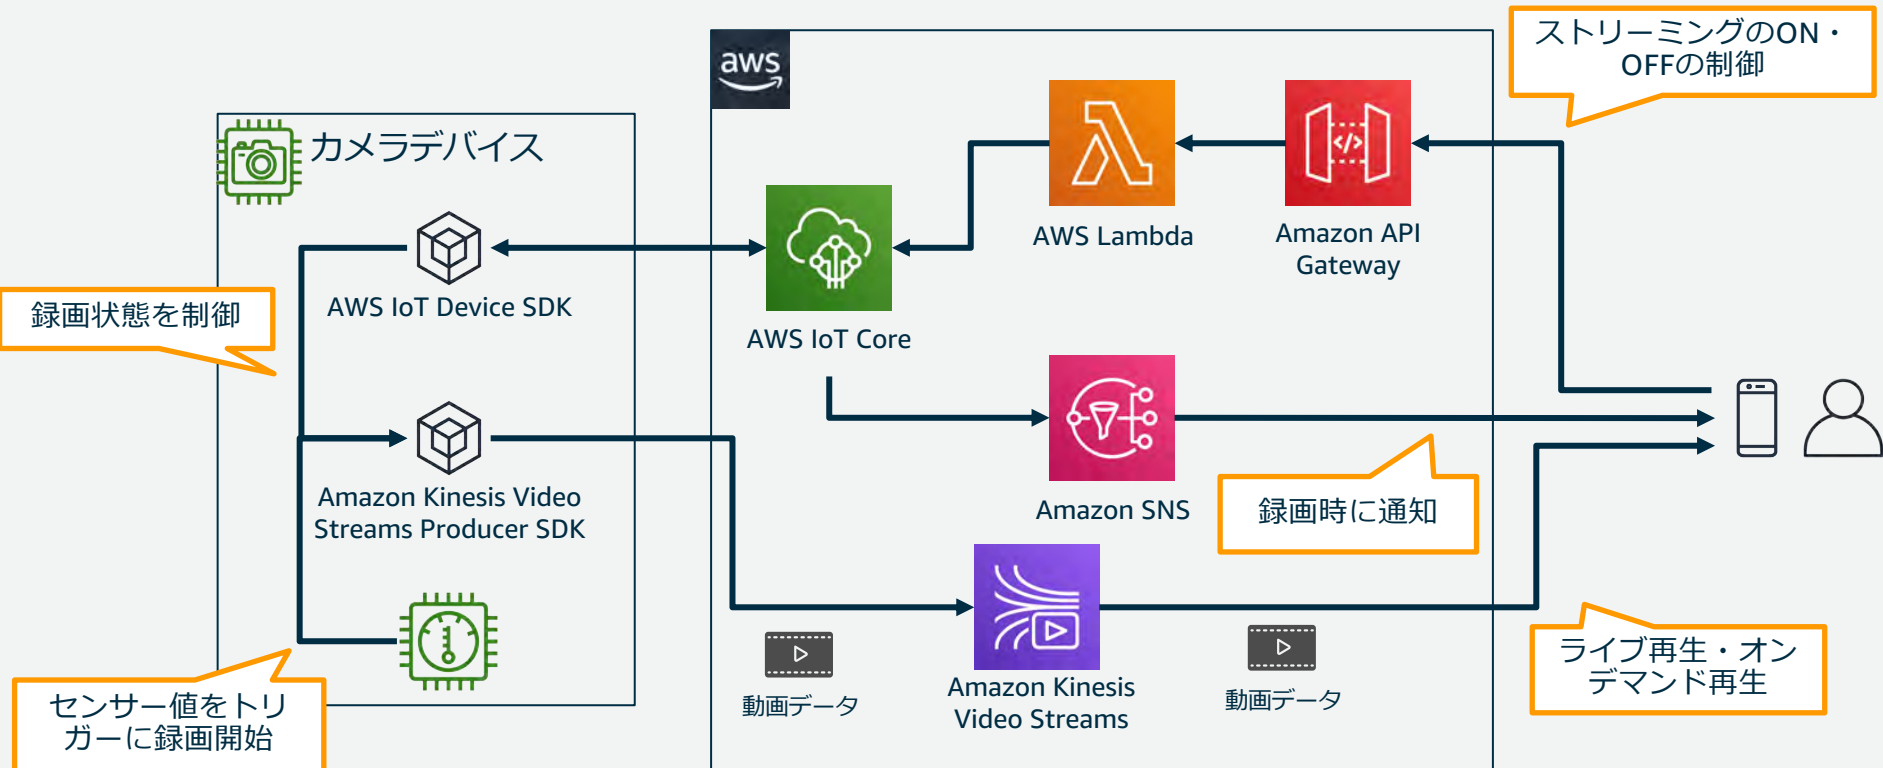 ストリーミングのON・
OFFの制御
aws
カメラデバイス
</>
AWS Lambda
Amazon API
Gateway
AWS IoT Device SDK
録画状態を制御
AWS IoT Core
Amazon Kinesis Video
Streams Producer SDK
Amazon SNS
録画時に通知
センサー値をトリ
ガーに録画開始
動画データ
Amazon Kinesis
Video Streams
動画データ
ライブ再生・オン
デマンド再生